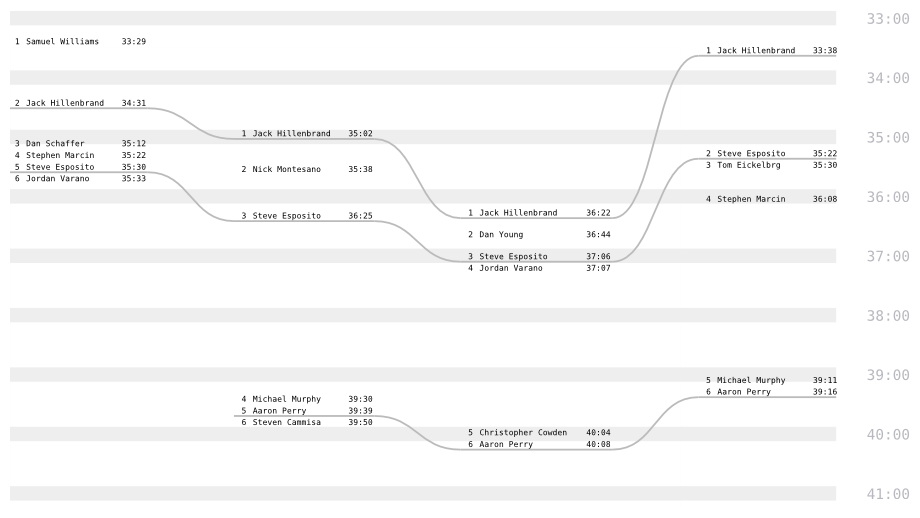 33:00
1 Samuel Williams 33:29
1 Jack Hillenbrand 33:38
34:00
2 Jack Hillenbrand 34:31
1 Jack Hillenbrand 35:02
35:00
3 Dan Schaffer 35:12
4 Stephen Marcin 35:22
5 Steve Esposito 35:30
6 Jordan Varano 35:33
2 Nick Montesano 35:38
2 Steve Esposito 35:22
3 Tom Eickelbrg 35:30
36:00
4 Stephen Marcin 36:08
3 Steve Esposito 36:25
1 Jack Hillenbrand 36:22
2 Dan Young 36:44
3 Steve Esposito 37:06
4 Jordan Varano 37:07
37:00
38:00
39:00
5 Michael Murphy 39:11
6 Aaron Perry 39:16
4 Michael Murphy 39:30
5 Aaron Perry 39:39
6 Steven Cammisa 39:50
5 Christopher Cowden 40:04
6 Aaron Perry 40:08
40:00
41:00